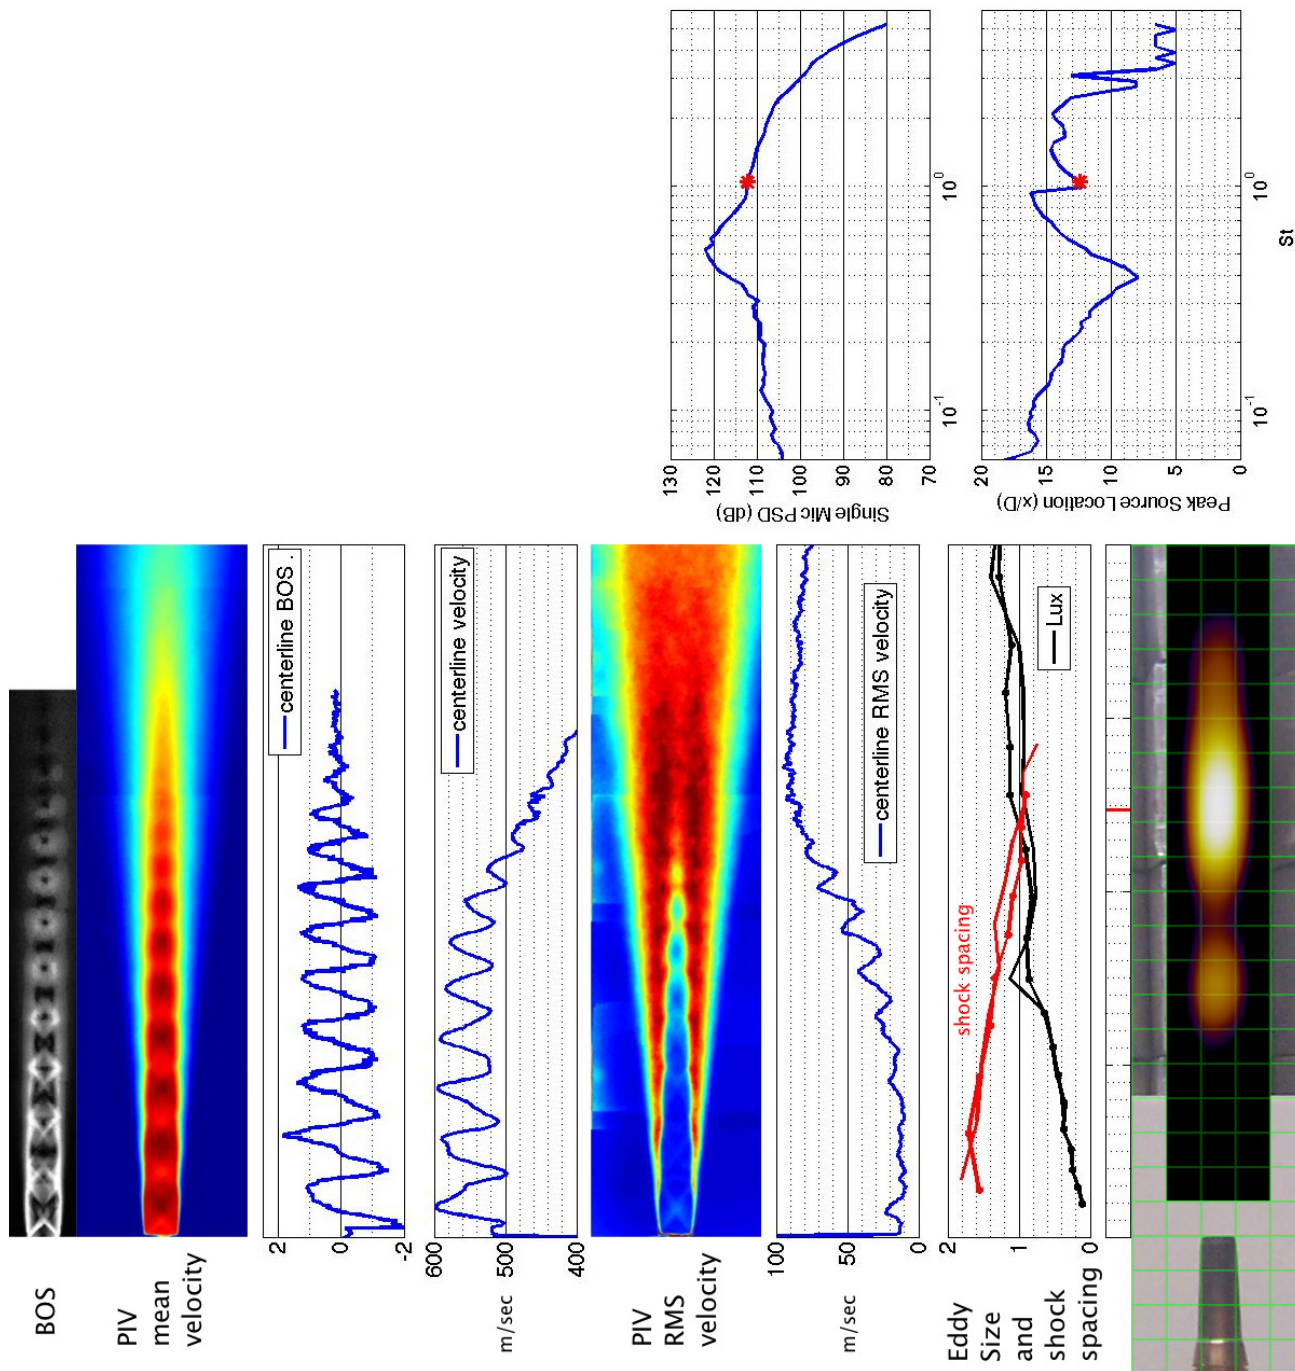 BOS
PIV
mean
velocity
2
0
-2
centerline BOS.
600
500
400
m/sec
centerline velocity
PIV
RMS
velocity
100
50
0
m/sec
centerline RMS velocity
Eddy
Size
and
shock
spacing
2
1
0
shock spacing
Lux
130
120
110
100
90
80
70
Single Mic PSD (dB)
10^-1
10^0
20
15
10
5
0
Peak Source Location (x/D)
10^-1
10^0
St